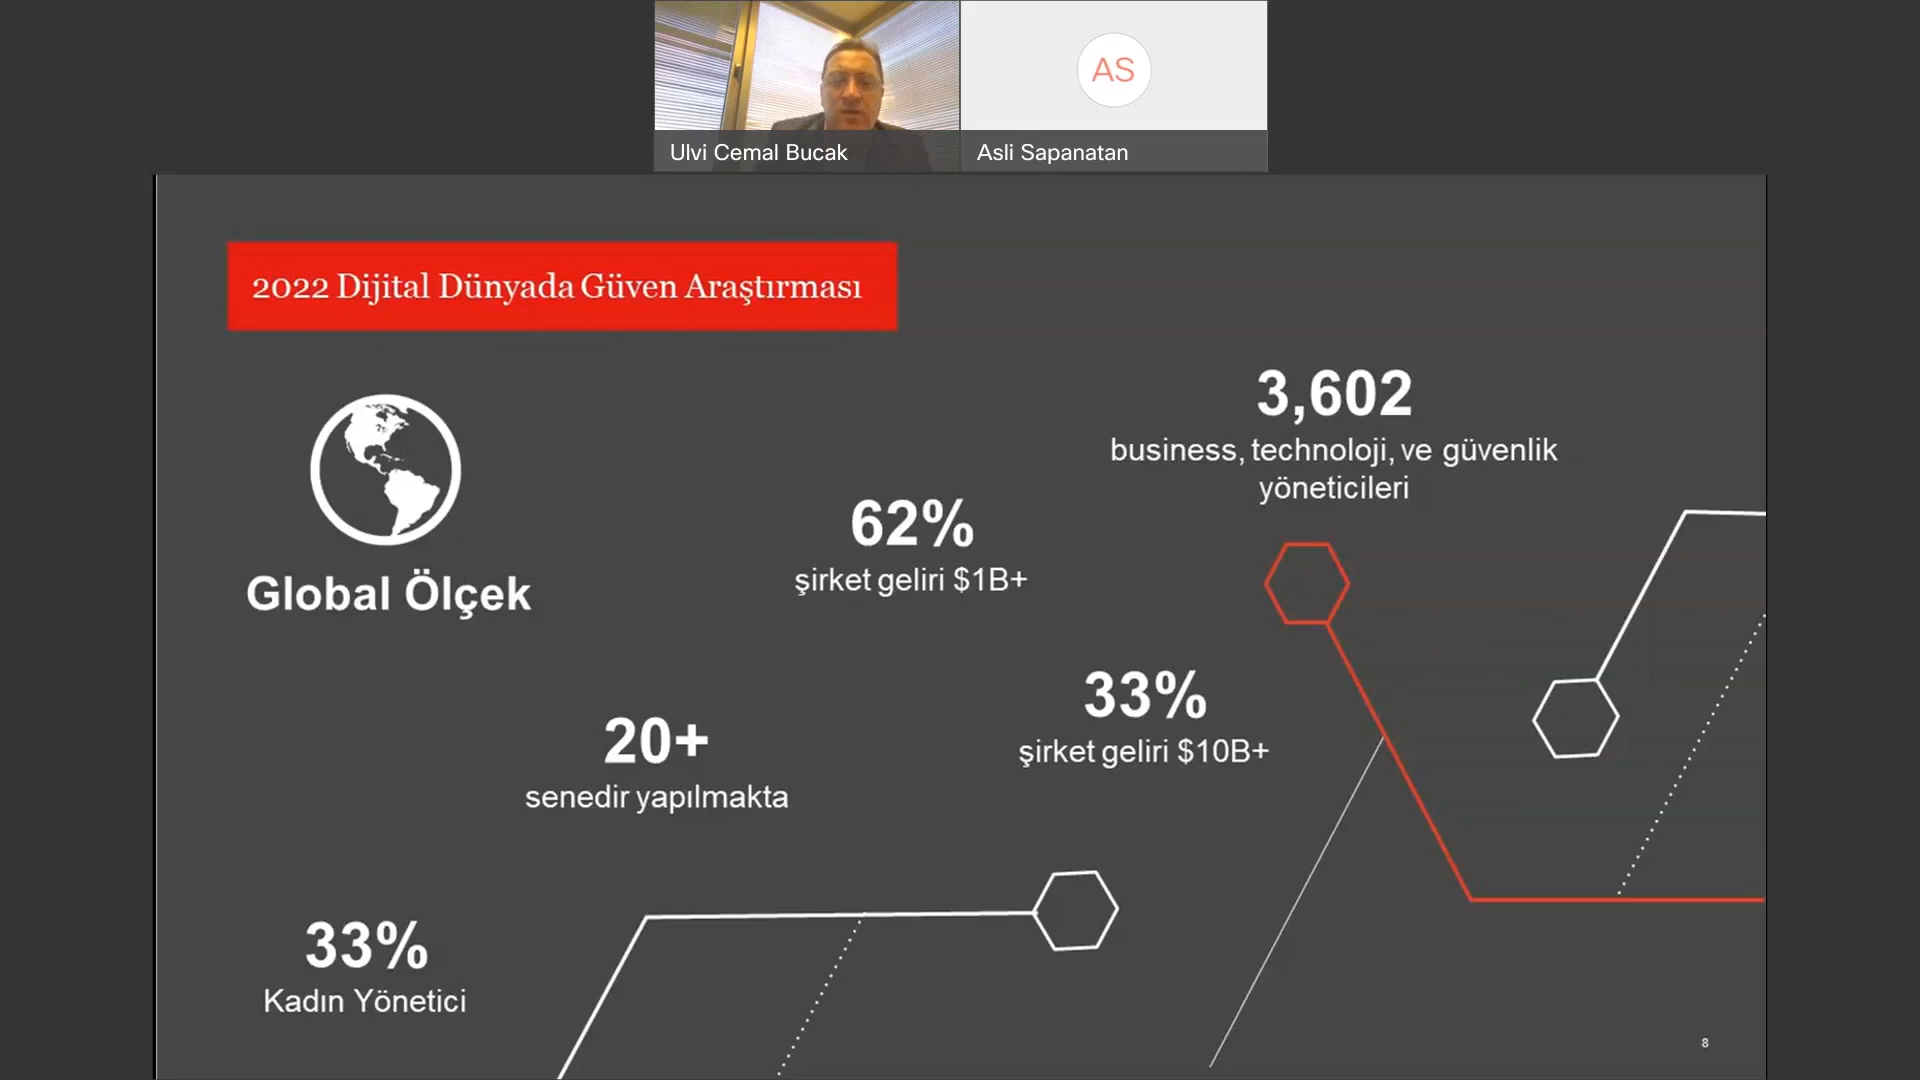 Ulvi Cemal Bucak
AS
Asli Sapanatan
2022 Dijital Dünyada Güven Araştırması
3,602
business, technoloji, ve güvenlik
yöneticileri
62%
şirket geliri $1B+
Global Ölçek
33%
şirket geliri $10B+
20+
senedir yapılmakta
33%
Kadın Yönetici
8